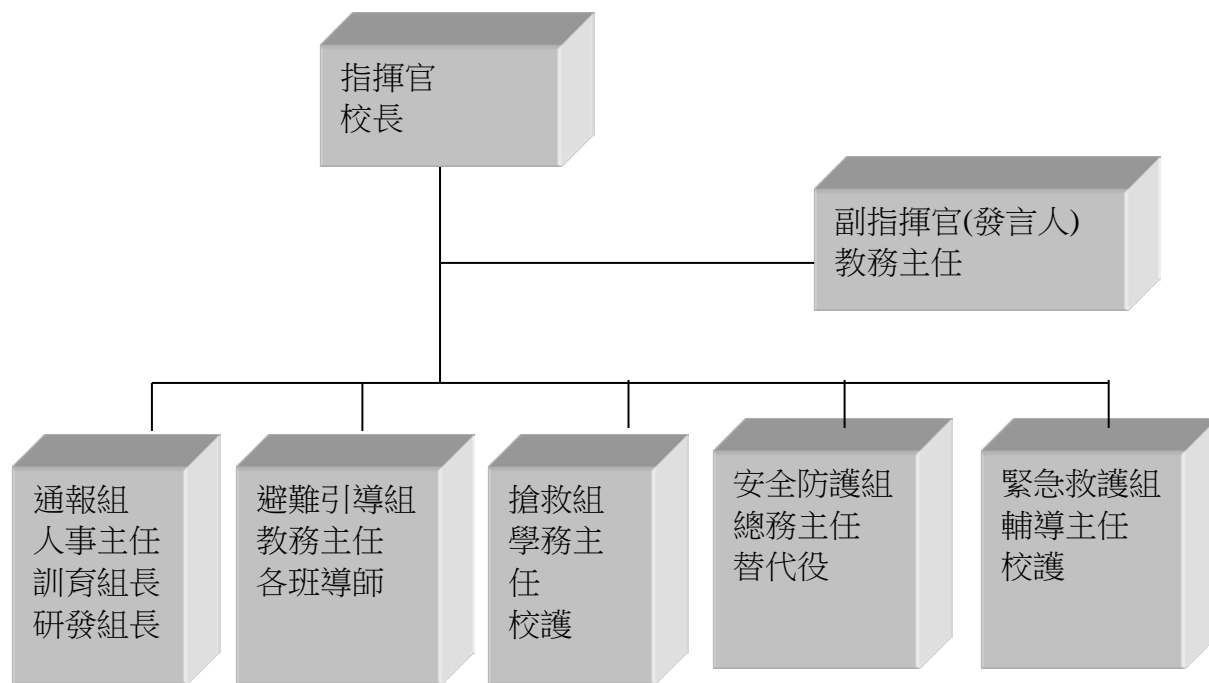 指揮官
校長
副指揮官(發言人)
教務主任
通報組
人事主任
訓育組長
研發組長
避難引導組
教務主任
各班導師
搶救組
學務主
任
校護
安全防護組
總務主任
替代役
緊急救護組
輔導主任
校護